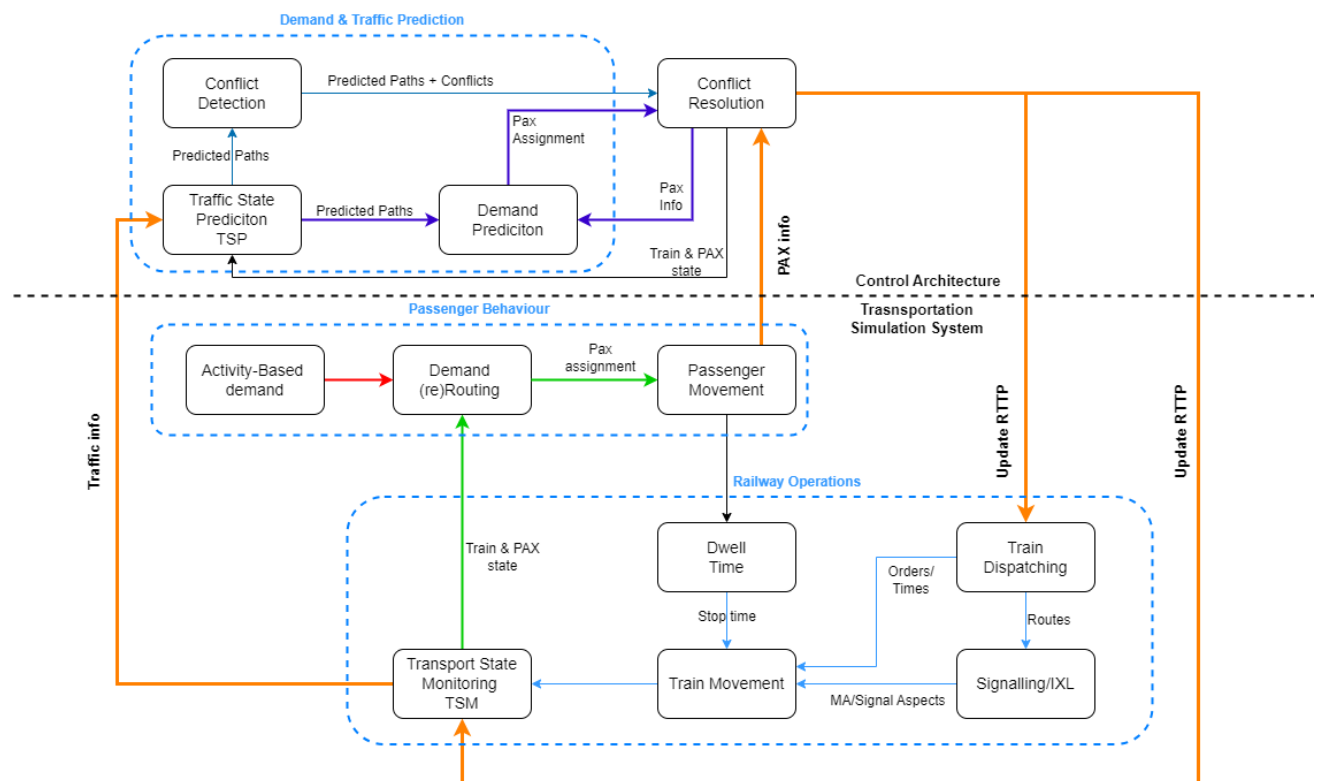 Demand & Traffic Prediction
Conflict
Detection
Predicted Paths + Conflicts
Conflict
Resolution
Pax
Assignment
Predicted Paths
Traffic State
Prediciton
TSP
Predicted Paths
Demand
Prediciton
Pax
Info
Train & PAX
state
PAX info
Control Architecture
Trasnsportation
Simulation System
Passenger Behaviour
Activity-Based
demand
Demand
(re)Routing
Pax
assignment
Passenger
Movement
Traffic info
Update RTTP
Update RTTP
Railway Operations
Train & PAX
state
Dwell
Time
Train
Dispatching
Orders/
Times
Stop time
Routes
Transport State
Monitoring
TSM
Train Movement
MA/Signal Aspects
Signalling/IXL